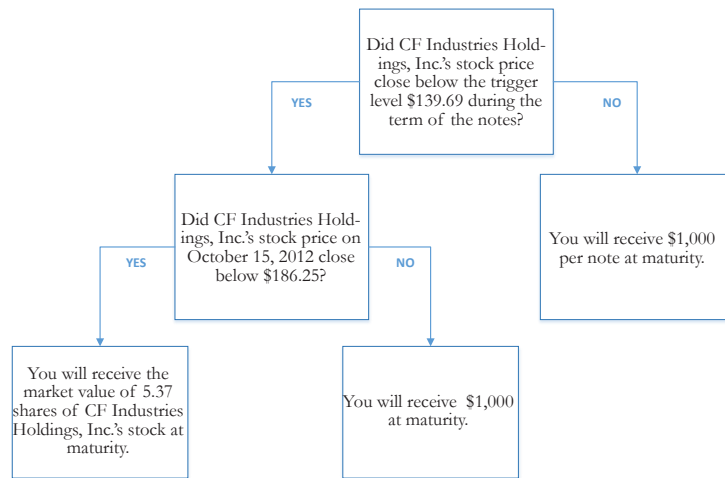 Did CF Industries Hold-
ings, Inc.'s stock price
close below the trigger
level $139.69 during the
term of the notes?
YES
NO
Did CF Industries Hold-
ings, Inc.'s stock price on
October 15, 2012 close
below $186.25?
You will receive $1,000
per note at maturity.
YES
NO
You will receive the
market value of 5.37
shares of CF Industries
Holdings, Inc.'s stock at
maturity.
You will receive $1,000
at maturity.